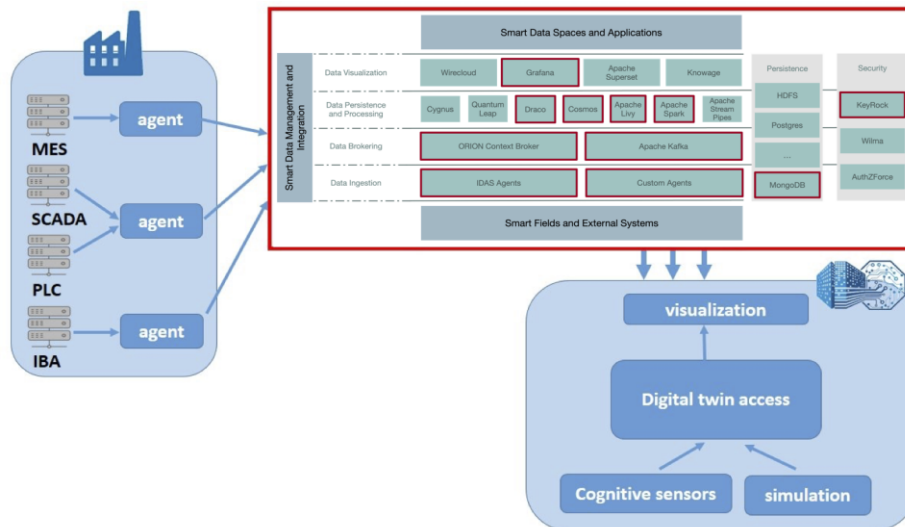 MES
agent
SCADA
agent
PLC
IBA
agent
Smart Data Management and
Integration
Smart Data Spaces and Applications
Data Visualization
Wirecloud
Grafana
Apache
Superset
Knowage
Data Persistence
and Processing
Cygnus
Quantum
Leap
Draco
Cosmos
Apache
Livy
Apache
Spark
Apache
Stream
Pipes
Data Brokering
ORION Context Broker
Apache Kafka
Data Ingestion
IDAS Agents
Custom Agents
Smart Fields and External Systems
Persistence
HDFS
Postgres
...
MongoDB
Security
KeyRock
Wilma
AuthZForce
visualization
Digital twin access
Cognitive sensors
simulation